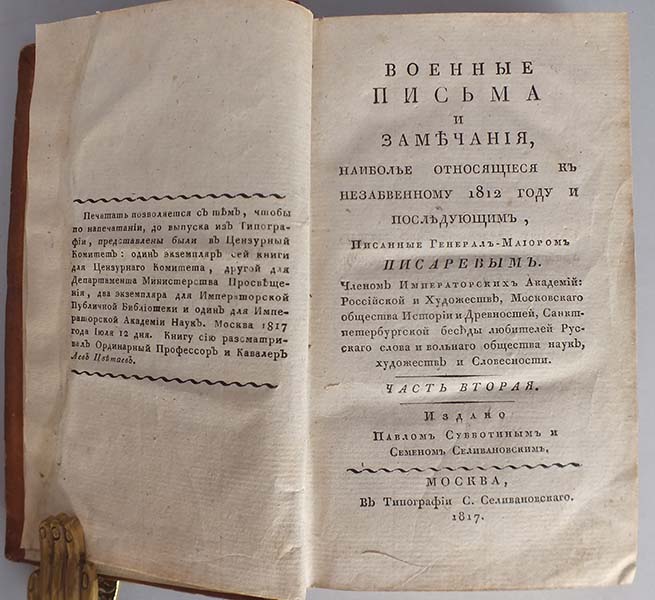 Печатать позволяется съ тѣмъ, чтобы
по напечатаніи, до выпуска изъ Типогра-
фіи, представлены были въ Цензурный
Комитетъ: одинъ экземпляръ сей книги
для Цензурнаго Комитета, другой для
Департамента Министерства Просвѣще-
нія, два экземпляра для Императорской
Публичной Библіотеки и одинъ для Импе-
раторской Академіи Наукъ. Москва 1817
года Іюля 12 дня. Книгу сію разсматри-
валъ Ординарный Профессоръ и Кавалеръ
Левъ Цвѣтаевъ.
ВОЕННЫЕ
ПИСЬМА
И
ЗАМѢЧАНІЯ,
НАИБОЛѢЕ ОТНОСЯЩІЕСЯ КЪ
НЕЗАБВЕННОМУ 1812 ГОДУ И
ПОСЛѢДУЮЩИМЪ,
Писанные Генералъ-Маіоромъ
ПИСАРЕВЫМЪ.
Членомъ Императорскихъ Академій:
Россійской и Художествъ, Московскаго
общества Исторіи и Древностей, Санкт-
петербургской бесѣды любителей Рус-
скаго слова и вольнаго общества наукъ,
художествъ и Словесности.
ЧАСТЬ ВТОРАЯ.
Издано
Павломъ Субботинымъ и
Семеномъ Селивановскимъ,
МОСКВА,
Въ Типографіи С. Селивановскаго.
1817.